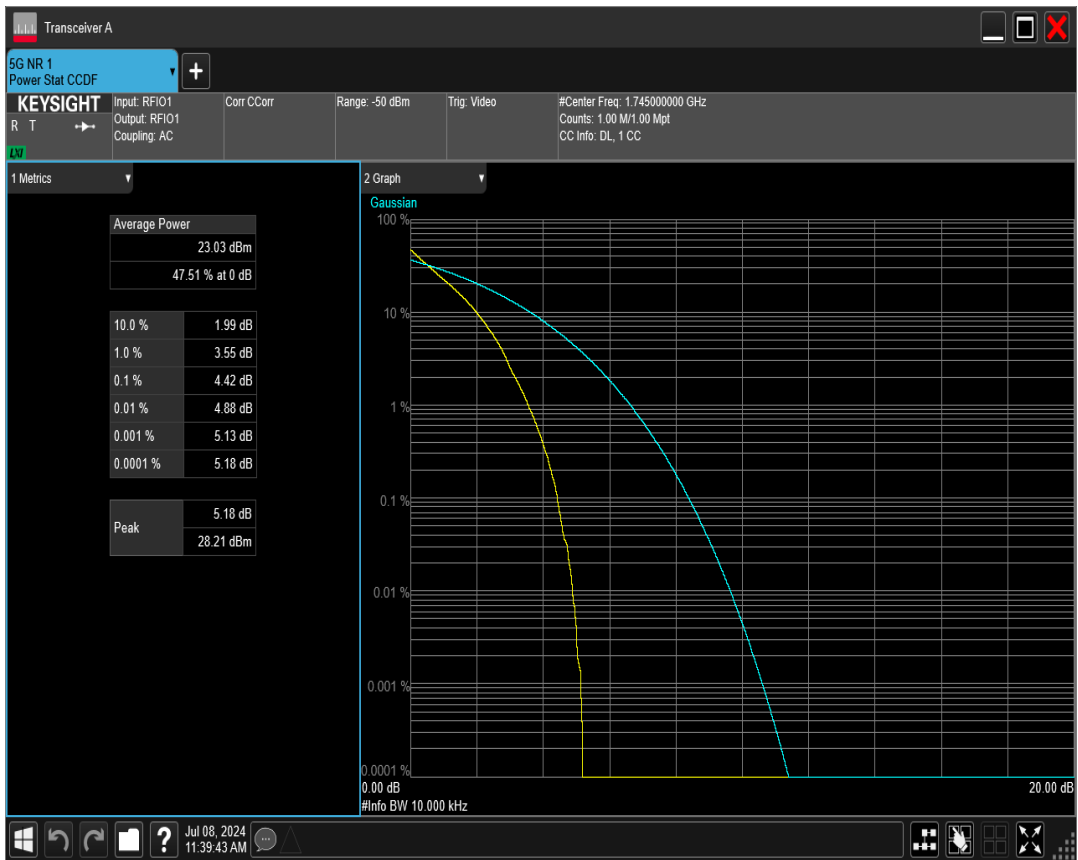 Transceiver A
5G NR 1
Power Stat CCDF
KEYSIGHT
R T
LXI
Input: RFIO1
Output: RFIO1
Coupling: AC
Corr CCorr
Range: -50 dBm
Trig: Video
#Center Freq: 1.745000000 GHz
Counts: 1.00 M/1.00 Mpt
CC Info: DL, 1 CC
1 Metrics
Average Power
23.03 dBm
47.51 % at 0 dB
10.0 % 1.99 dB
1.0 % 3.55 dB
0.1 % 4.42 dB
0.01 % 4.88 dB
0.001 % 5.13 dB
0.0001 % 5.18 dB
Peak 5.18 dB
28.21 dBm
2 Graph
Gaussian
100 %
10 %
1 %
0.1 %
0.01 %
0.001 %
0.0001 %
0.00 dB 20.00 dB
#Info BW 10.000 kHz
?
Jul 08, 2024
11:39:43 AM